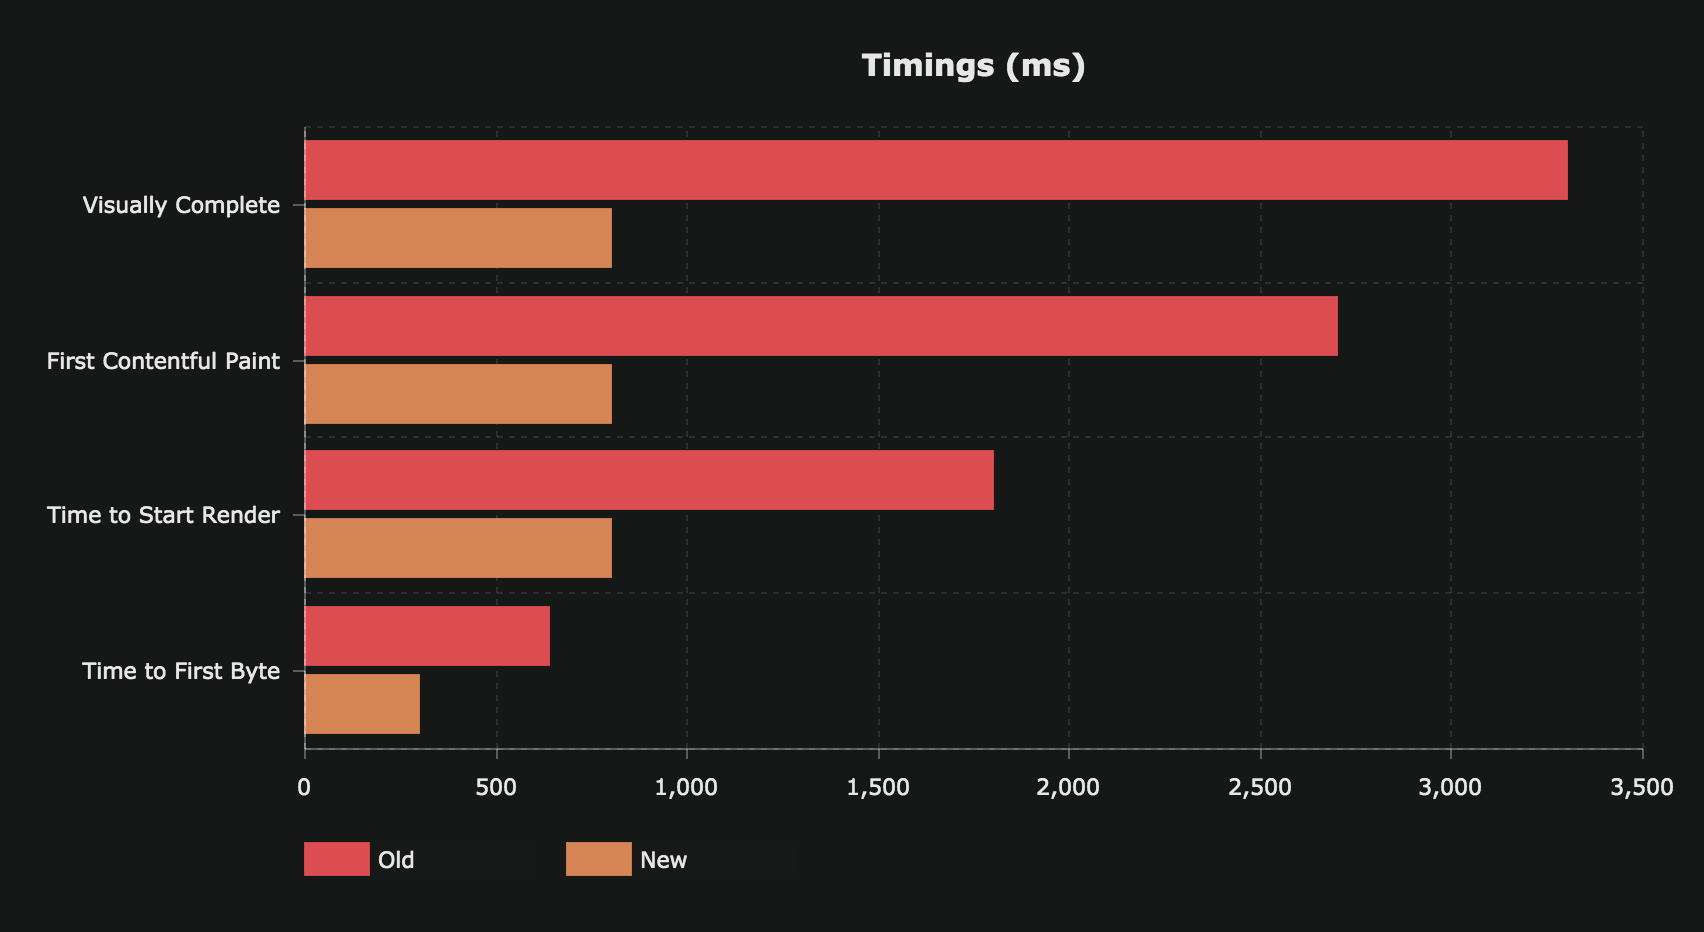 Timings (ms)
Visually Complete
First Contentful Paint
Time to Start Render
Time to First Byte
0 500 1,000 1,500 2,000 2,500 3,000 3,500
Old New